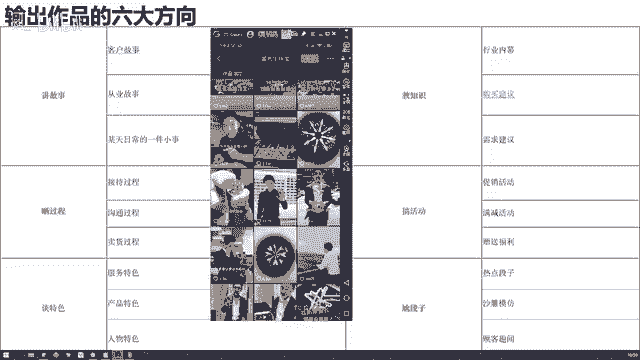 输出作品的六大方向
讲故事
客户故事
从业故事
某天日常的一件小事
晒过程
接待过程
沟通过程
卖货过程
谈特色
服务特色
产品特色
人物特色
教知识
行业内幕
购买建议
需求建议
搞活动
促销活动
满减活动
赠送福利
热点段子
沙雕模仿
顾客趣闻